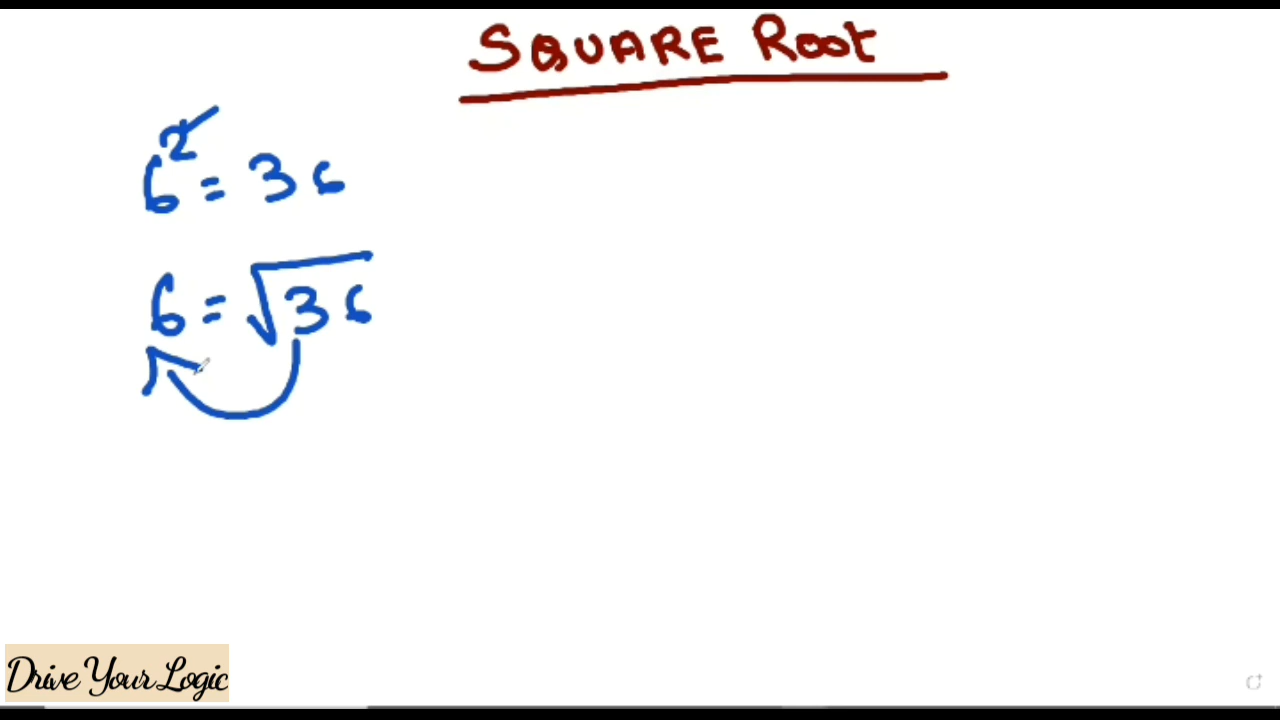 SQUARE Root
6² = 36
6 = √36
Drive Your Logic